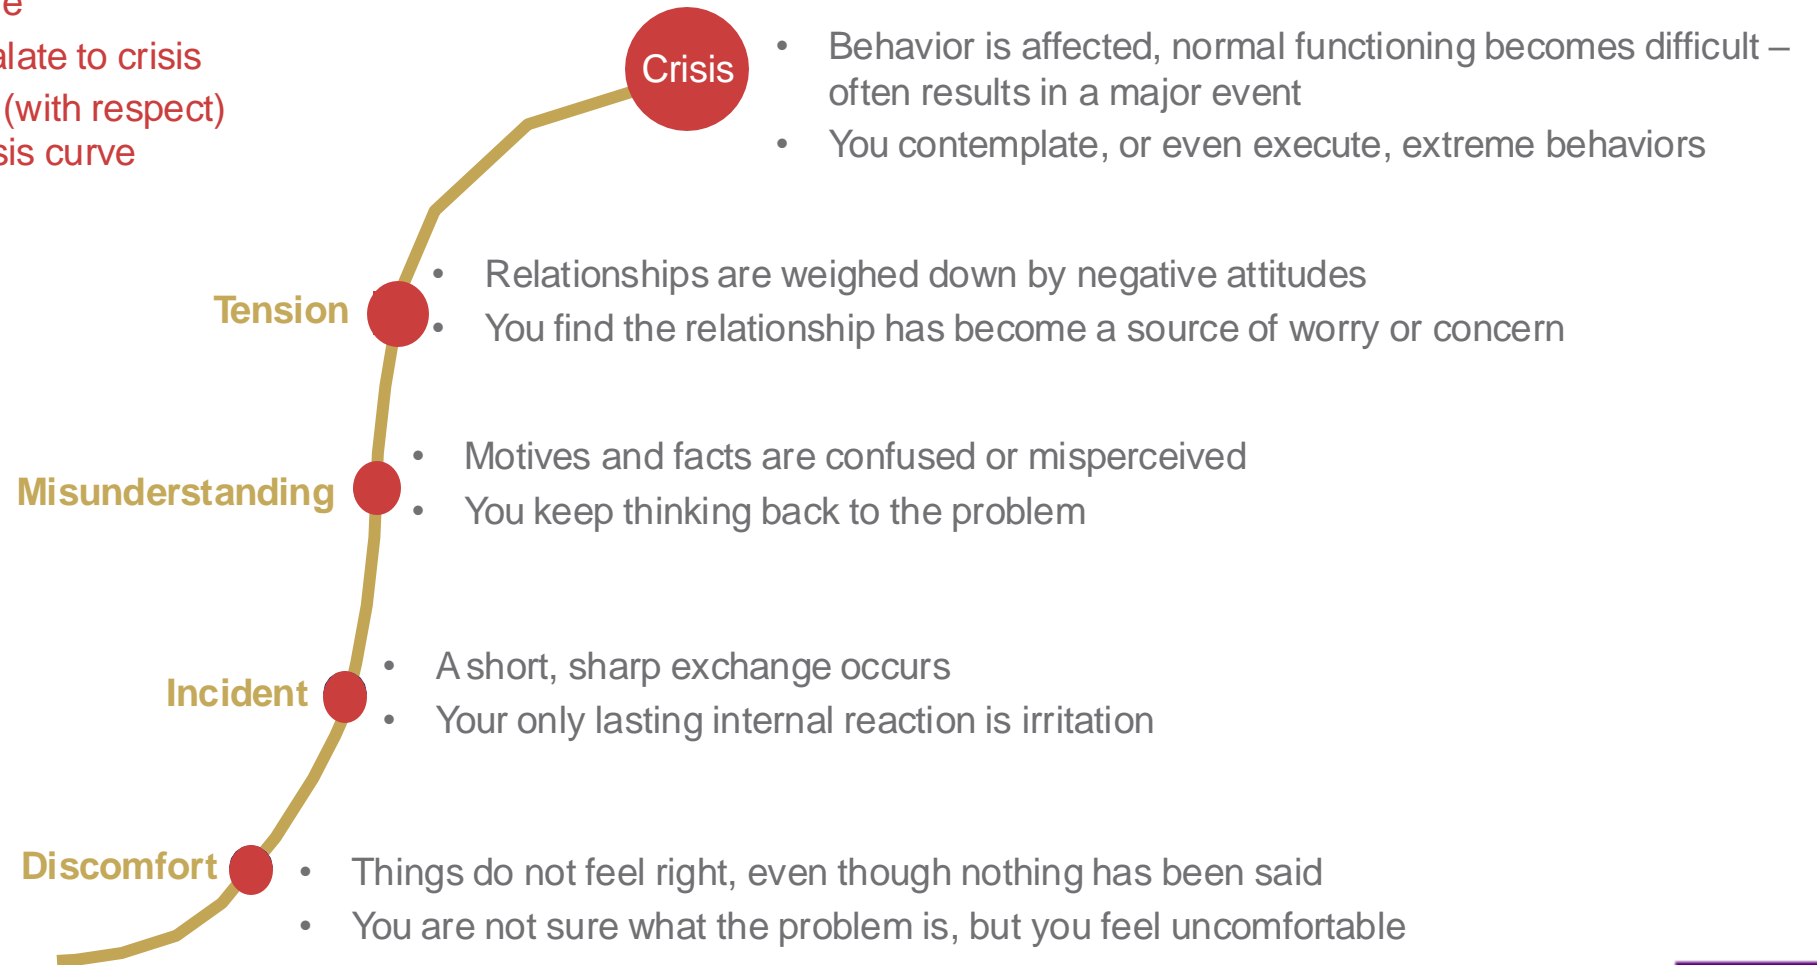 e
alate to crisis
(with respect)
sis curve
Crisis
• Behavior is affected, normal functioning becomes difficult –
often results in a major event
• You contemplate, or even execute, extreme behaviors
Tension
• Relationships are weighed down by negative attitudes
• You find the relationship has become a source of worry or concern
Misunderstanding
• Motives and facts are confused or misperceived
• You keep thinking back to the problem
Incident
• A short, sharp exchange occurs
• Your only lasting internal reaction is irritation
Discomfort
• Things do not feel right, even though nothing has been said
• You are not sure what the problem is, but you feel uncomfortable